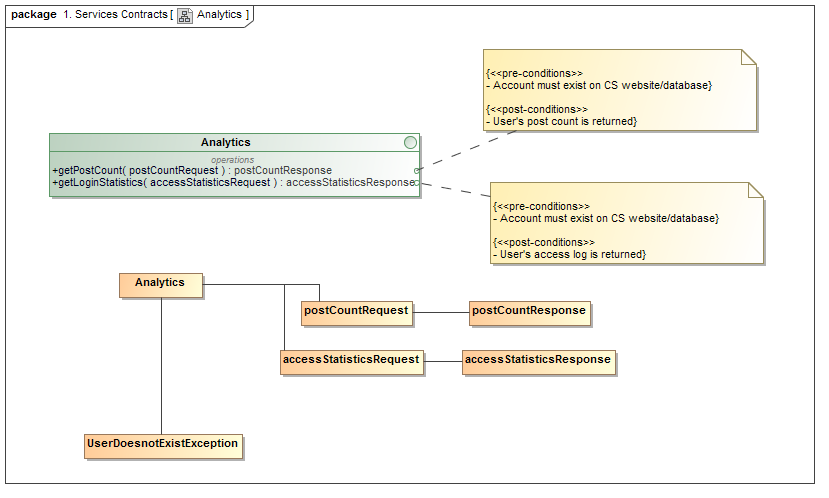 package 1. Services Contracts [ Analytics ]
{<<pre-conditions>>
- Account must exist on CS website/database}
{<<post-conditions>>
- User's post count is returned}
Analytics
operations
+getPostCount( postCountRequest ) : postCountResponse
+getLoginStatistics( accessStatisticsRequest ) : accessStatisticsResponse
{<<pre-conditions>>
- Account must exist on CS website/database}
{<<post-conditions>>
- User's access log is returned}
Analytics
postCountRequest
postCountResponse
accessStatisticsRequest
accessStatisticsResponse
UserDoesnotExistException